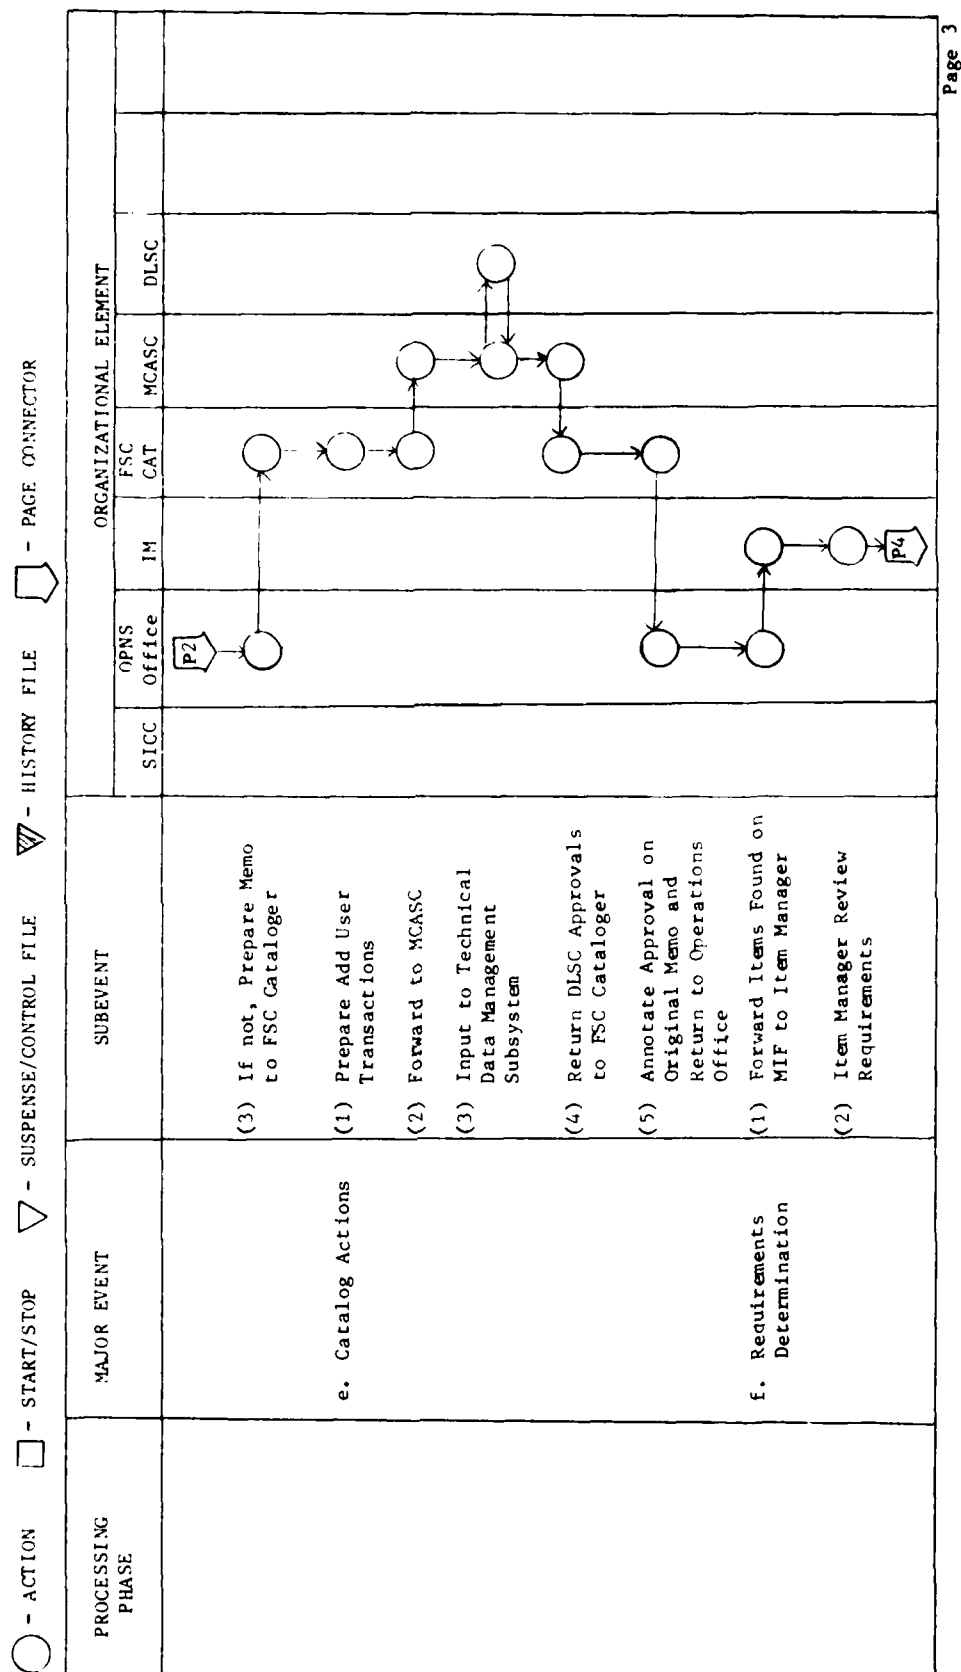 - ACTION - START/STOP - SUSPENSE/CONTROL FILE - HISTORY FILE - PAGE CONNECTOR
PROCESSING PHASE
MAJOR EVENT
SUBEVENT
ORGANIZATIONAL ELEMENT
SICC
OPNS Office
IM
FSC CAT
MCASC
DLSC
P2
(3) If not, Prepare Memo
to FSC Cataloger
e. Catalog Actions
(1) Prepare Add User
Transactions
(2) Forward to MCASC
(3) Input to Technical
Data Management
Subsystem
(4) Return DLSC Approvals
to FSC Cataloger
(5) Annotate Approval on
Original Memo and
Return to Operations
Office
f. Requirements
Determination
(1) Forward Items Found on
MIF to Item Manager
(2) Item Manager Review
Requirements
P4
Page 3